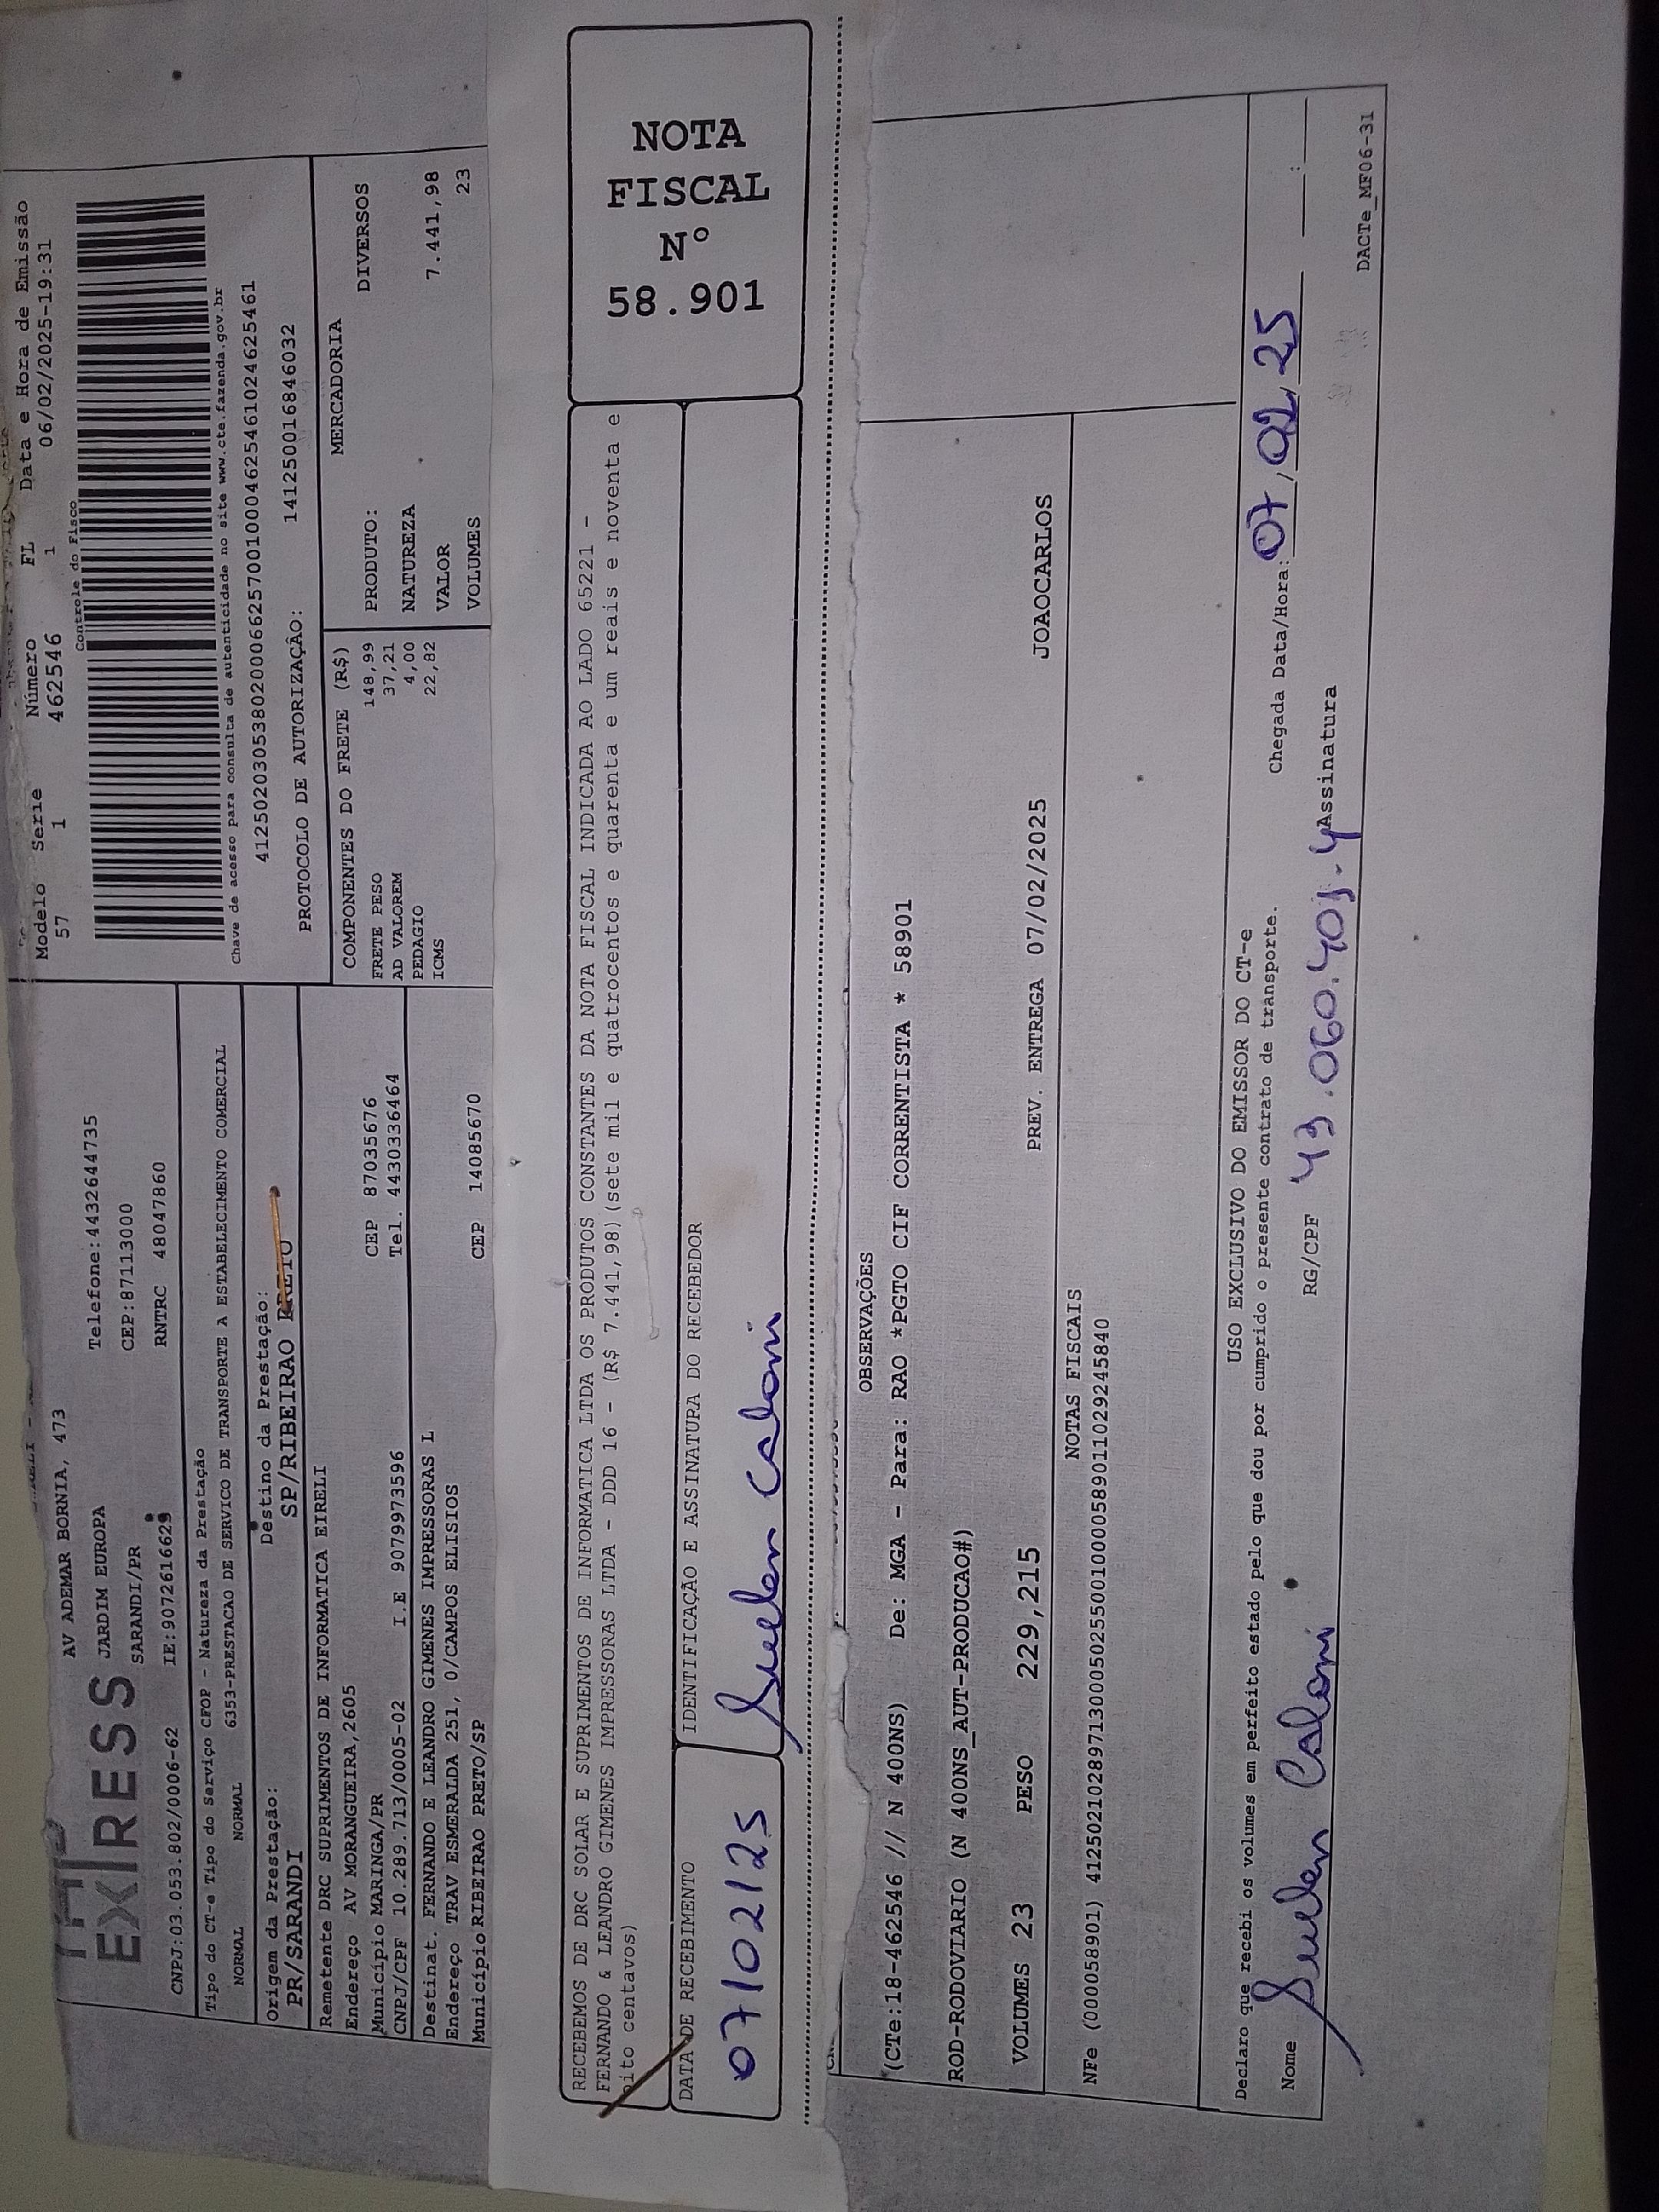 EXPRESS
AV ADEMAR BORNIA, 473
JARDIM EUROPA
Telefone:4432644735
SARANDI/PR
CEP:87113000
CNPJ:03.053.802/0006-62 IE:9072616629 RNTRC 48047860
Modelo Serie Número FL Data e Hora de Emissão
57 1 462546 1 06/02/2025-19:31
Controle do Fisco
Chave de acesso para consulta de autenticidade no site www.cte.fazenda.gov.br
41250203053802000662570010004625461024625461
PROTOCOLO DE AUTORIZAÇÃO: 141250016846032
Tipo do CT-e Tipo do Serviço CFOP - Natureza da Prestação
NORMAL NORMAL 6353-PRESTACAO DE SERVICO DE TRANSPORTE A ESTABELECIMENTO COMERCIAL
Origem da Prestação: Destino da Prestação:
PR/SARANDI SP/RIBEIRAO PRETO
Remetente DRC SUPRIMENTOS DE INFORMATICA EIRELI
Endereço AV MORANGUEIRA,2605
Município MARINGA/PR CEP 87035676
CNPJ/CPF 10.289.713/0005-02 I.E 9079973596 Tel. 4430336464
Destinat. FERNANDO E LEANDRO GIMENES IMPRESSORAS L
Endereço TRAV ESMERALDA 251, 0/CAMPOS ELISIOS
Município RIBEIRAO PRETO/SP CEP 14085670
COMPONENTES DO FRETE (R$)
FRETE PESO 148,99
AD VALOREM 37,21
PEDAGIO 4,00
ICMS 22,82
MERCADORIA
PRODUTO: DIVERSOS
NATUREZA
VALOR 7.441,98
VOLUMES 23
RECEBEMOS DE DRC SOLAR E SUPRIMENTOS DE INFORMATICA LTDA OS PRODUTOS CONSTANTES DA NOTA FISCAL INDICADA AO LADO 65221 -
FERNANDO & LEANDRO GIMENES IMPRESSORAS LTDA - DDD 16 - (R$ 7.441,98)(sete mil e quatrocentos e quarenta e um reais e noventa e
oito centavos)
DATA DE RECEBIMENTO
07/02/25
IDENTIFICAÇÃO E ASSINATURA DO RECEBEDOR
Suelen Caloni
NOTA
FISCAL
Nº
58.901
OBSERVAÇÕES
(CTe:18-462546 // N 400NS) De: MGA - Para: RAO *PGTO CIF CORRENTISTA * 58901
ROD-RODOVIARIO (N 400NS_AUT-PRODUCAO#)
VOLUMES 23 PESO 229,215 PREV. ENTREGA 07/02/2025 JOAOCARLOS
NOTAS FISCAIS
NFe (000058901) 41250210289713000502550010000589011029245840
USO EXCLUSIVO DO EMISSOR DO CT-e
Declaro que recebi os volumes em perfeito estado pelo que dou por cumprido o presente contrato de transporte.
Chegada Data/Hora: 07/02/25 :
Nome Suelen Caloni RG/CPF 43.060.401-4 Assinatura
DACTe_MF06-31